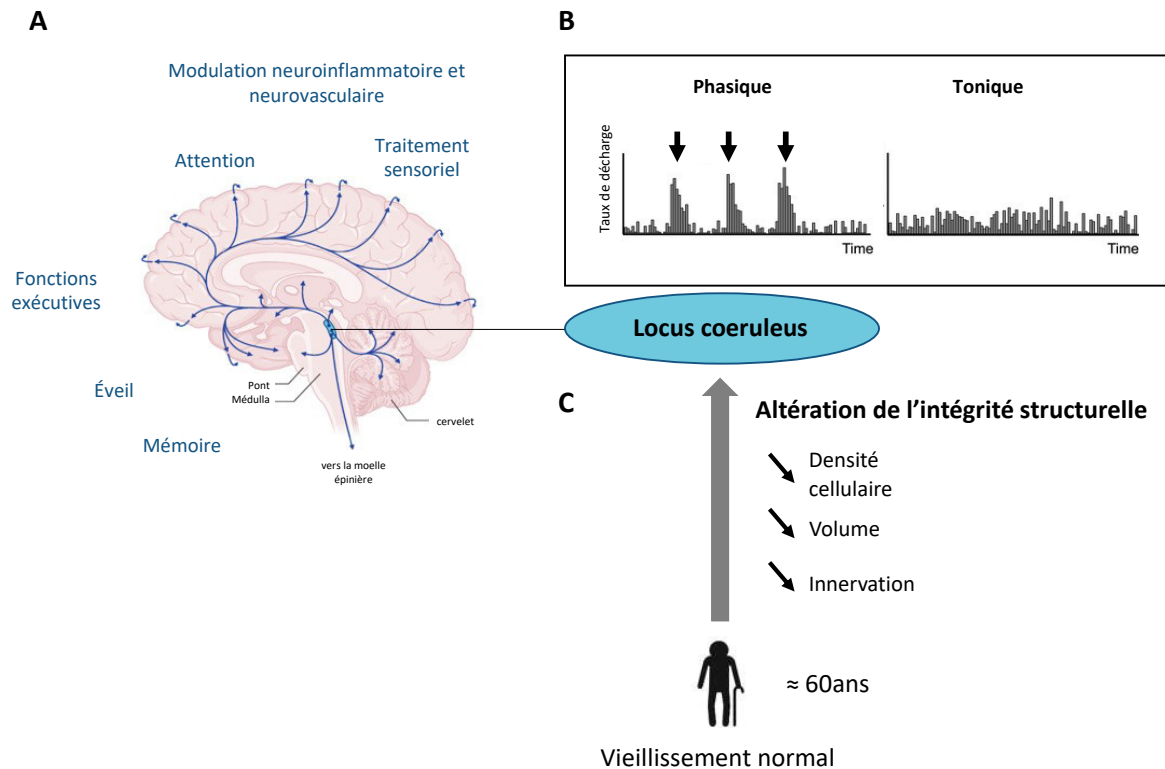 A
Modulation neuroinflammatoire et
neurovasculaire
Attention
Traitement
sensoriel
Fonctions
exécutives
Éveil
Mémoire
Pont
Médulla
cervelet
vers la moelle
épinière
B
Phasique
Tonique
Taux de décharge
Time
Time
Locus coeruleus
C
Altération de l'intégrité structurelle
Densité
cellulaire
Volume
Innervation
≈ 60ans
Vieillissement normal